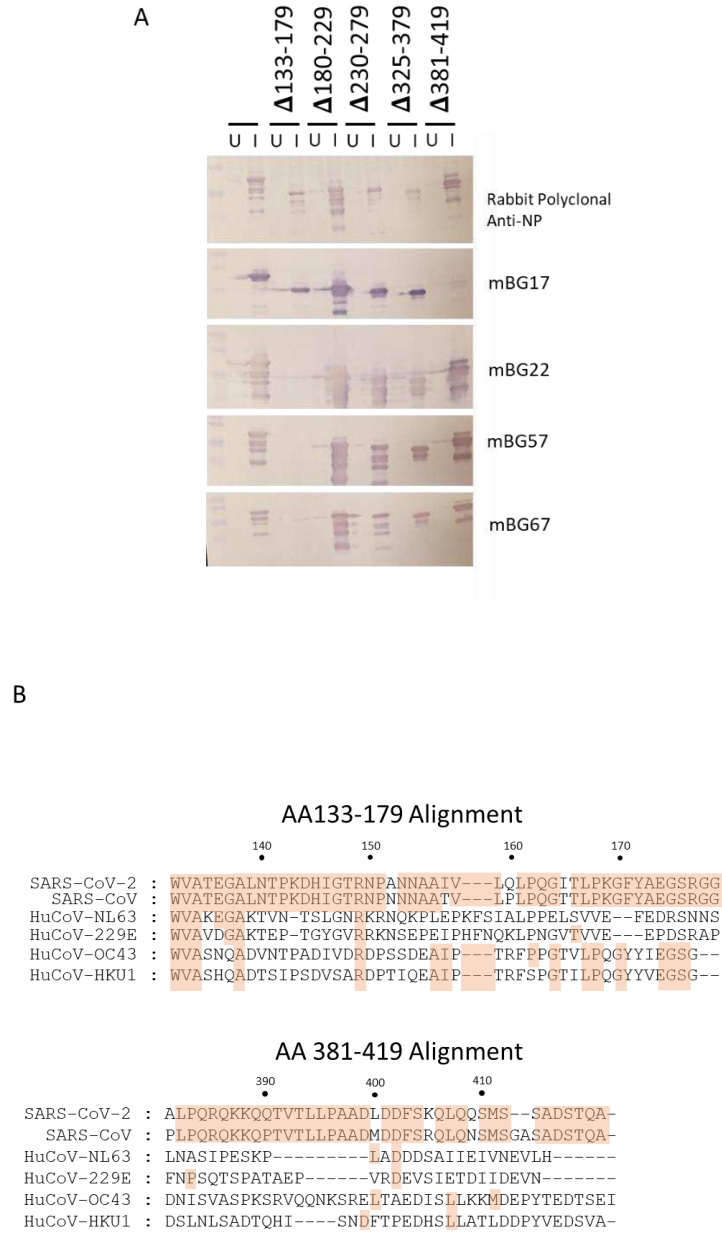 A
Δ133-179
Δ180-229
Δ230-279
Δ325-379
Δ381-419
U I U I U I U I U I U I
Rabbit Polyclonal
Anti-NP
mBG17
mBG22
mBG57
mBG67
B
AA133-179 Alignment
140 150 160 170
SARS-CoV-2 : WVATEGALNTPKDHIGTRNPANNAAIV---LQLPQGITLPKGFYAEGSRGG
SARS-CoV : WVATEGALNTPKDHIGTRNPNNNAATV---LPLPQGTTLPKGFYAEGSRGG
HuCoV-NL63 : WVAKEGAKTVN-TSLGNRKRNQKPLEPKFSIALPPELSVVE--FEDRSNNS
HuCoV-229E : WVAVDGAKTEP-TGYGVRRKNSEPEIPHFNQKLPNGVTVVE--EPDSRAP
HuCoV-OC43 : WVASNQADVNTPADIVDRDPSSDEAIP---TRFPPGTVLPQGYYIEGSG--
HuCoV-HKU1 : WVASHQADTSIPSDVSARDPTIQEAIP---TRFSPGTILPQGYYVEGSG--
AA 381-419 Alignment
390 400 410
SARS-CoV-2 : ALPQRQKKQQTVTLLPAADLDDFSKQLQQSMS--SADSTQA-
SARS-CoV : PLPQRQKKQPTVTLLPAADMDDFSRQLQNSMSGASADSTQA-
HuCoV-NL63 : LNASIPESKP---------LADDDSAIIEIVNEVLH------
HuCoV-229E : FNPSQTSPATAEP------VRDEVSIETDIIDEVN-------
HuCoV-OC43 : DNISVASPKSRVQQNKSRELTAEDISLLKKMDEPYTEDTSEI
HuCoV-HKU1 : DSLNLSADTQHI----SNDFTPEDHSLLATLDDPYVEDSVA-